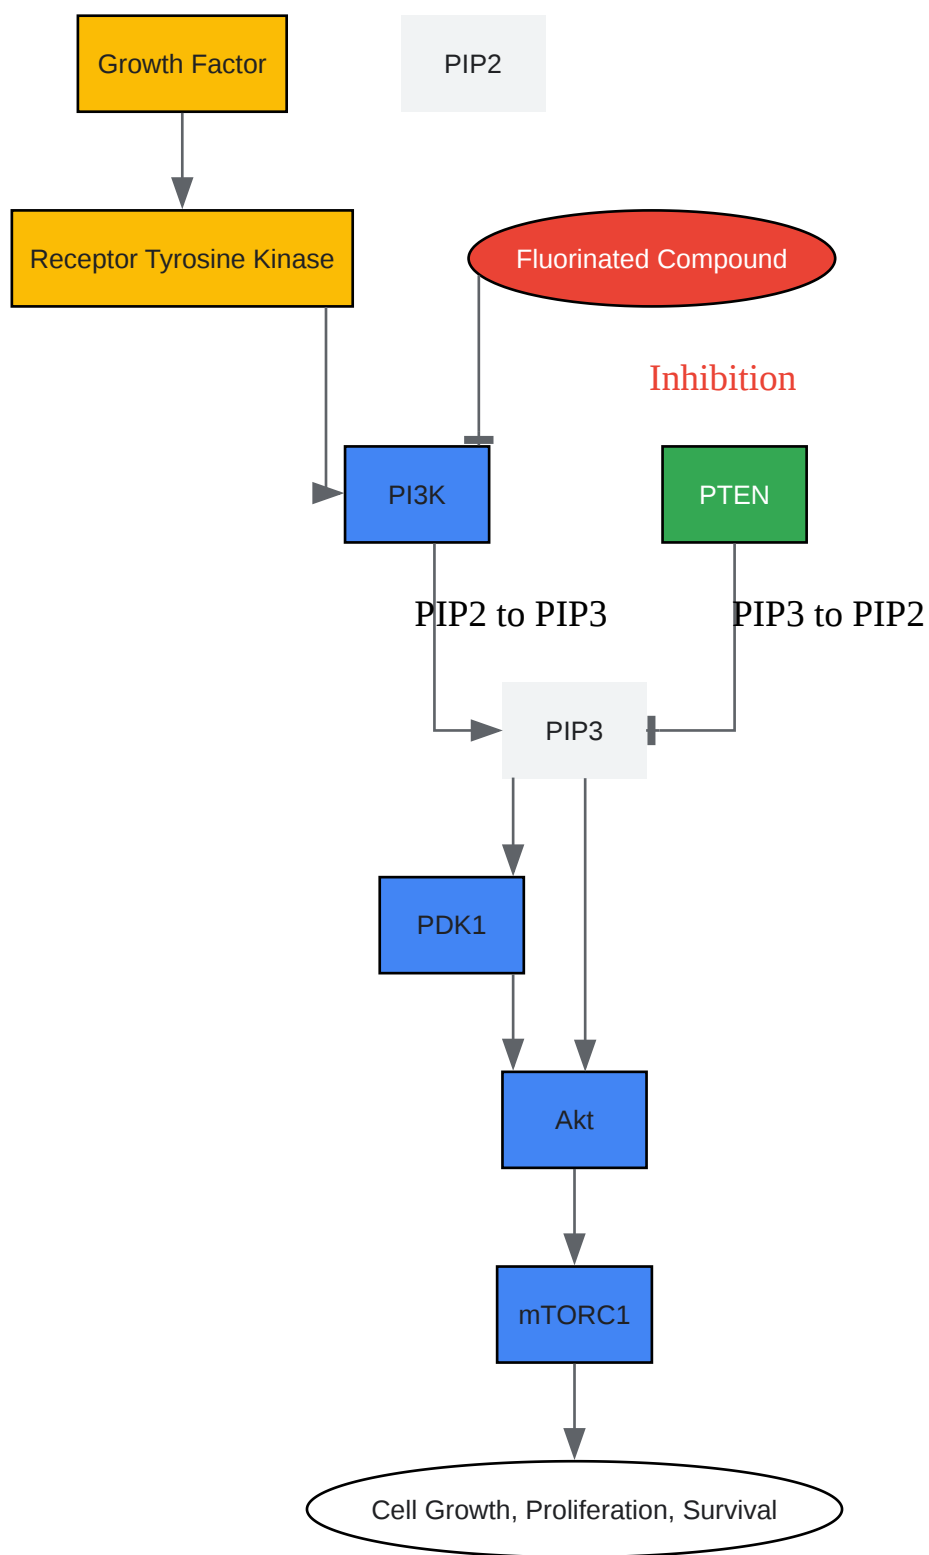 Growth Factor
PIP2
Receptor Tyrosine Kinase
Fluorinated Compound
Inhibition
PI3K
PTEN
PIP2 to PIP3
PIP3 to PIP2
PIP3
PDK1
Akt
mTORC1
Cell Growth, Proliferation, Survival